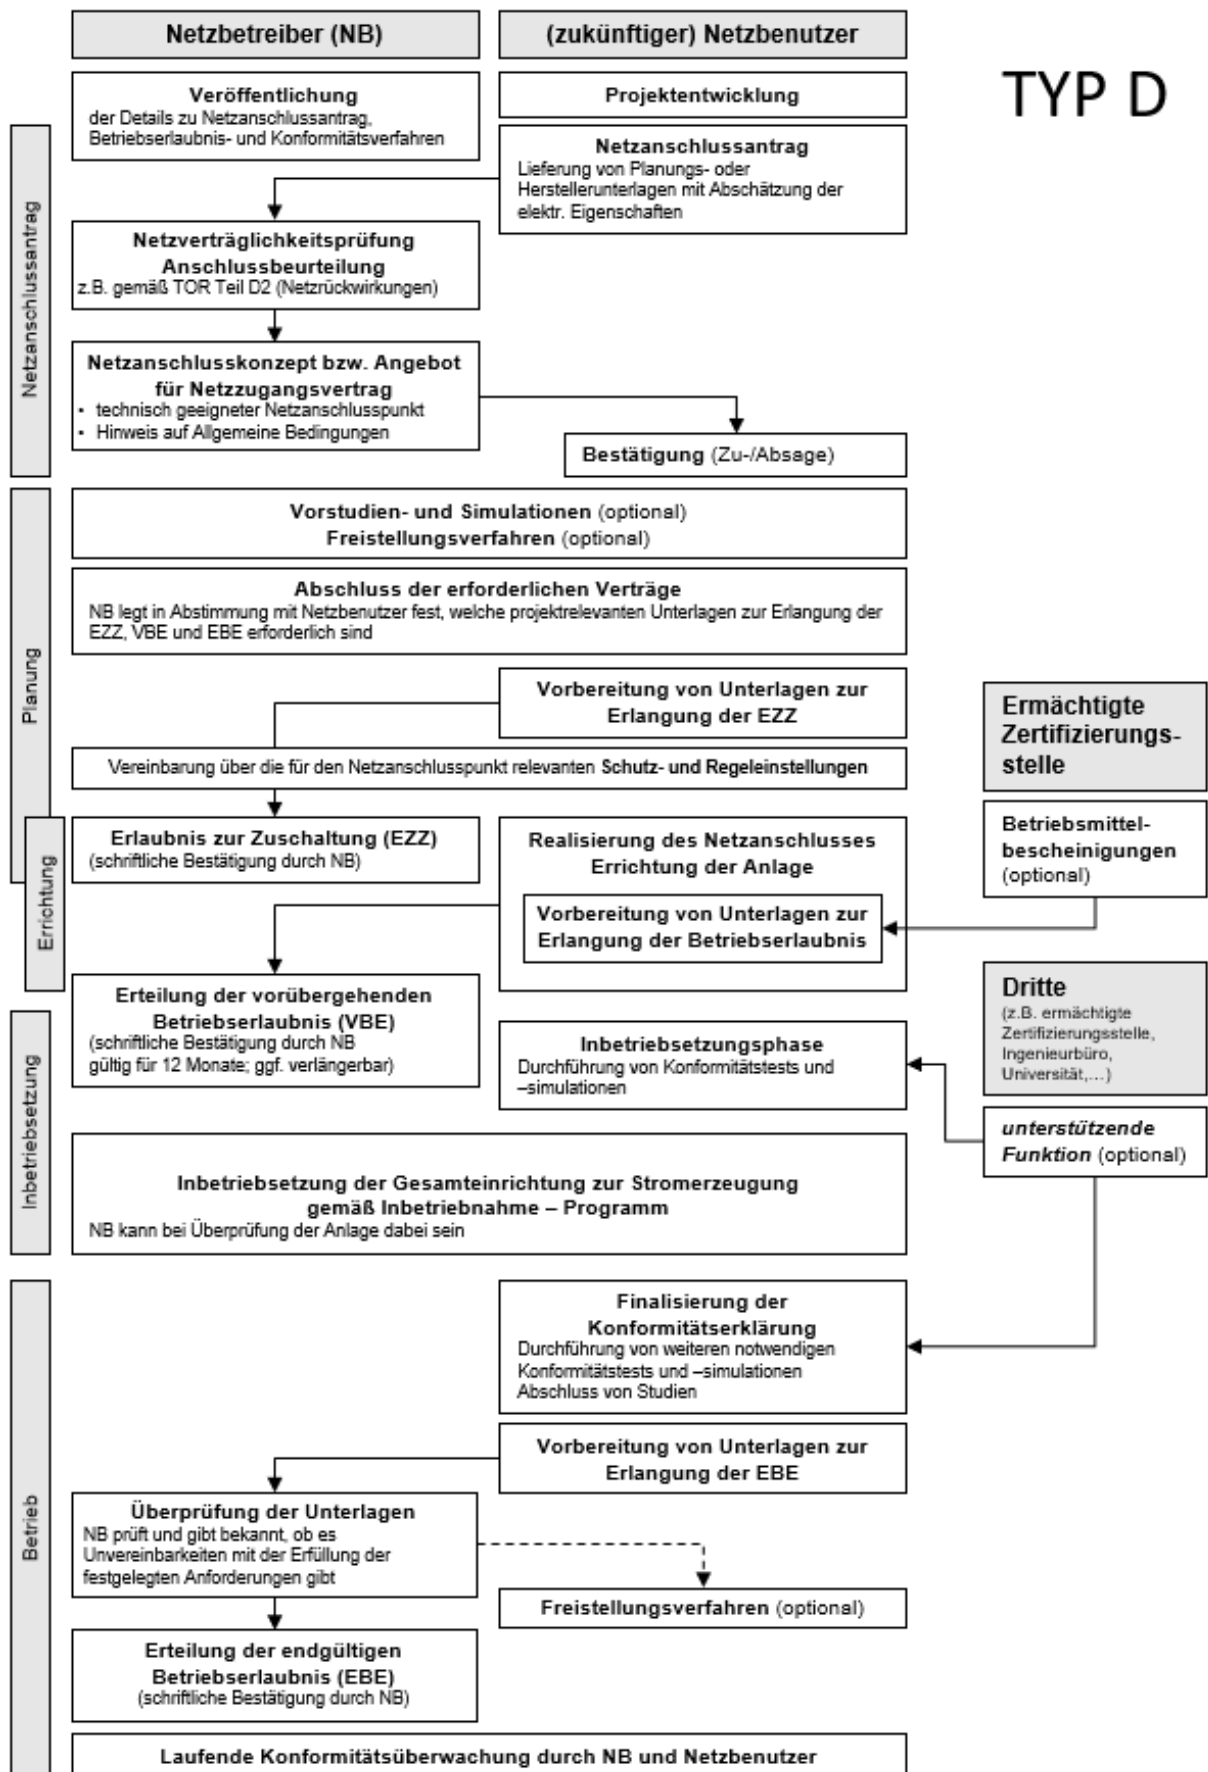 Netzbetreiber (NB)
(zukünftiger) Netzbenutzer
TYP D
Veröffentlichung
der Details zu Netzanschlussantrag,
Betriebserlaubnis- und Konformitätsverfahren
Projektentwicklung
Netzanschlussantrag
Netzanschlussantrag
Lieferung von Planungs- oder
Herstellerunterlagen mit Abschätzung der
elektr. Eigenschaften
Netzverträglichkeitsprüfung
Anschlussbeurteilung
z.B. gemäß TOR Teil D2 (Netzrückwirkungen)
Netzanschlusskonzept bzw. Angebot
für Netzzugangsvertrag
• technisch geeigneter Netzanschlusspunkt
• Hinweis auf Allgemeine Bedingungen
Bestätigung (Zu-/Absage)
Planung
Vorstudien- und Simulationen (optional)
Freistellungsverfahren (optional)
Abschluss der erforderlichen Verträge
NB legt in Abstimmung mit Netzbenutzer fest, welche projektrelevanten Unterlagen zur Erlangung der
EZZ, VBE und EBE erforderlich sind
Vorbereitung von Unterlagen zur
Erlangung der EZZ
Vereinbarung über die für den Netzanschlusspunkt relevanten Schutz- und Regeleinstellungen
Ermächtigte
Zertifizierungs-
stelle
Betriebsmittel-
bescheinigungen
(optional)
Errichtung
Erlaubnis zur Zuschaltung (EZZ)
(schriftliche Bestätigung durch NB)
Realisierung des Netzanschlusses
Errichtung der Anlage
Vorbereitung von Unterlagen zur
Erlangung der Betriebserlaubnis
Erteilung der vorübergehenden
Betriebserlaubnis (VBE)
(schriftliche Bestätigung durch NB
gültig für 12 Monate; ggf. verlängerbar)
Dritte
(z.B. ermächtigte
Zertifizierungsstelle,
Ingenieurbüro,
Universität,...)
unterstützende
Funktion (optional)
Inbetriebsetzung
Inbetriebsetzungsphase
Durchführung von Konformitätstests und
–simulationen
Inbetriebsetzung der Gesamteinrichtung zur Stromerzeugung
gemäß Inbetriebnahme – Programm
NB kann bei Überprüfung der Anlage dabei sein
Betrieb
Finalisierung der
Konformitätserklärung
Durchführung von weiteren notwendigen
Konformitätstests und –simulationen
Abschluss von Studien
Vorbereitung von Unterlagen zur
Erlangung der EBE
Überprüfung der Unterlagen
NB prüft und gibt bekannt, ob es
Unvereinbarkeiten mit der Erfüllung der
festgelegten Anforderungen gibt
Freistellungsverfahren (optional)
Erteilung der endgültigen
Betriebserlaubnis (EBE)
(schriftliche Bestätigung durch NB)
Laufende Konformitätsüberwachung durch NB und Netzbenutzer